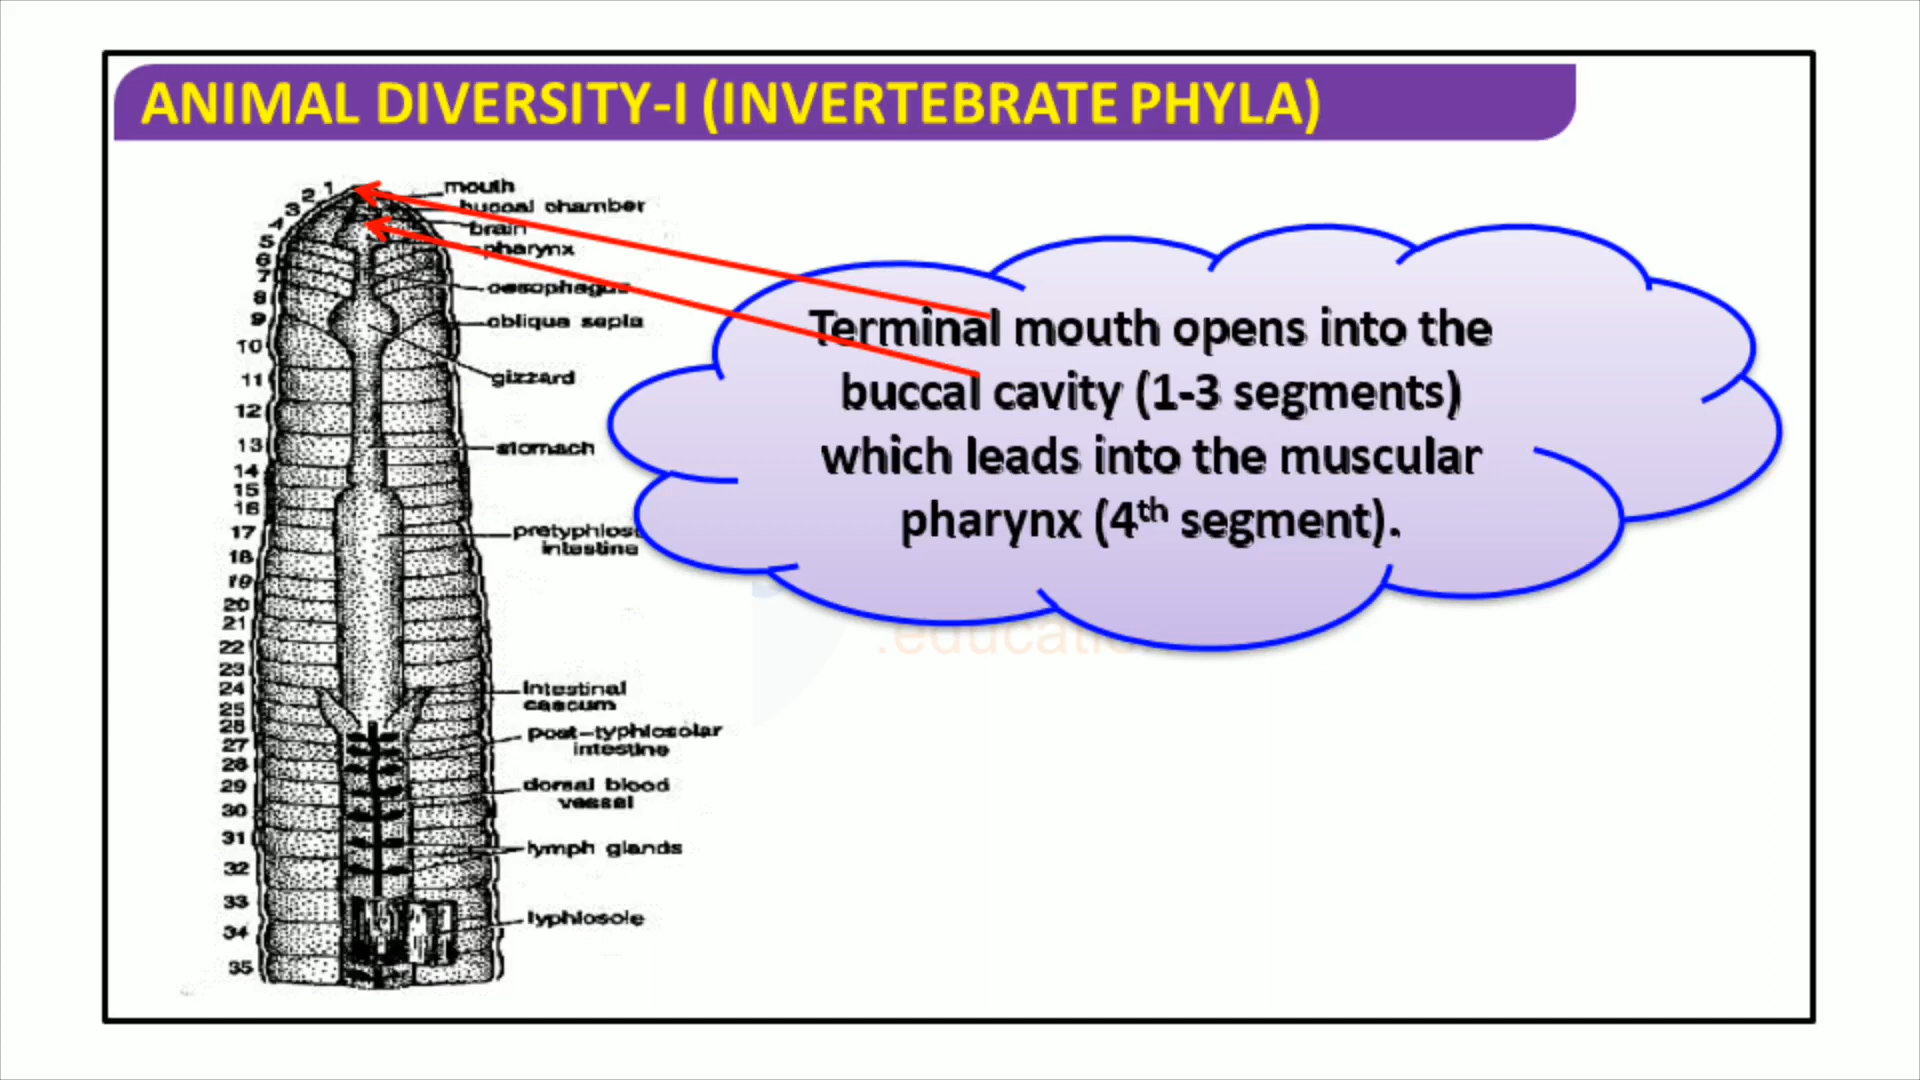 ANIMAL DIVERSITY-I (INVERTEBRATE PHYLA)
mouth
buccal chamber
brain
pharynx
oesophagus
obliqua sepla
gizzard
stomach
intestine
Intestinal
cascum
post-typhlosolar
intestine
dorsal blood
vessel
lymph glands
typhlosole
1
2
3
4
5
6
7
8
9
10
11
12
13
14
15
16
17
18
19
20
21
22
23
24
25
26
27
28
29
30
31
32
33
34
35
Terminal mouth opens into the
buccal cavity (1-3 segments)
which leads into the muscular
pharynx (4th segment).